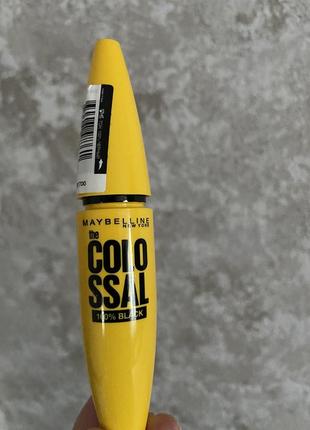 MAYBELLINE
NEW YORK
the
COLO
SSAL
100% BLACK